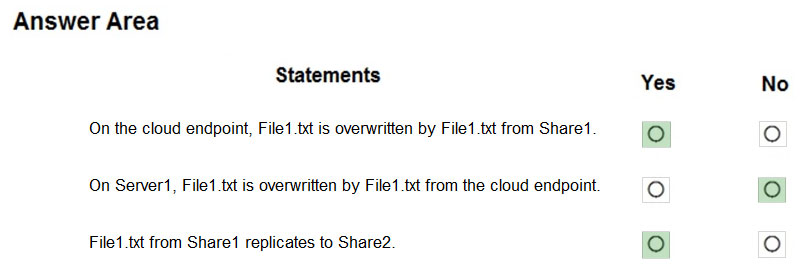 Answer Area
Statements Yes No
On the cloud endpoint, File1.txt is overwritten by File1.txt from Share1.
On Server1, File1.txt is overwritten by File1.txt from the cloud endpoint.
File1.txt from Share1 replicates to Share2.